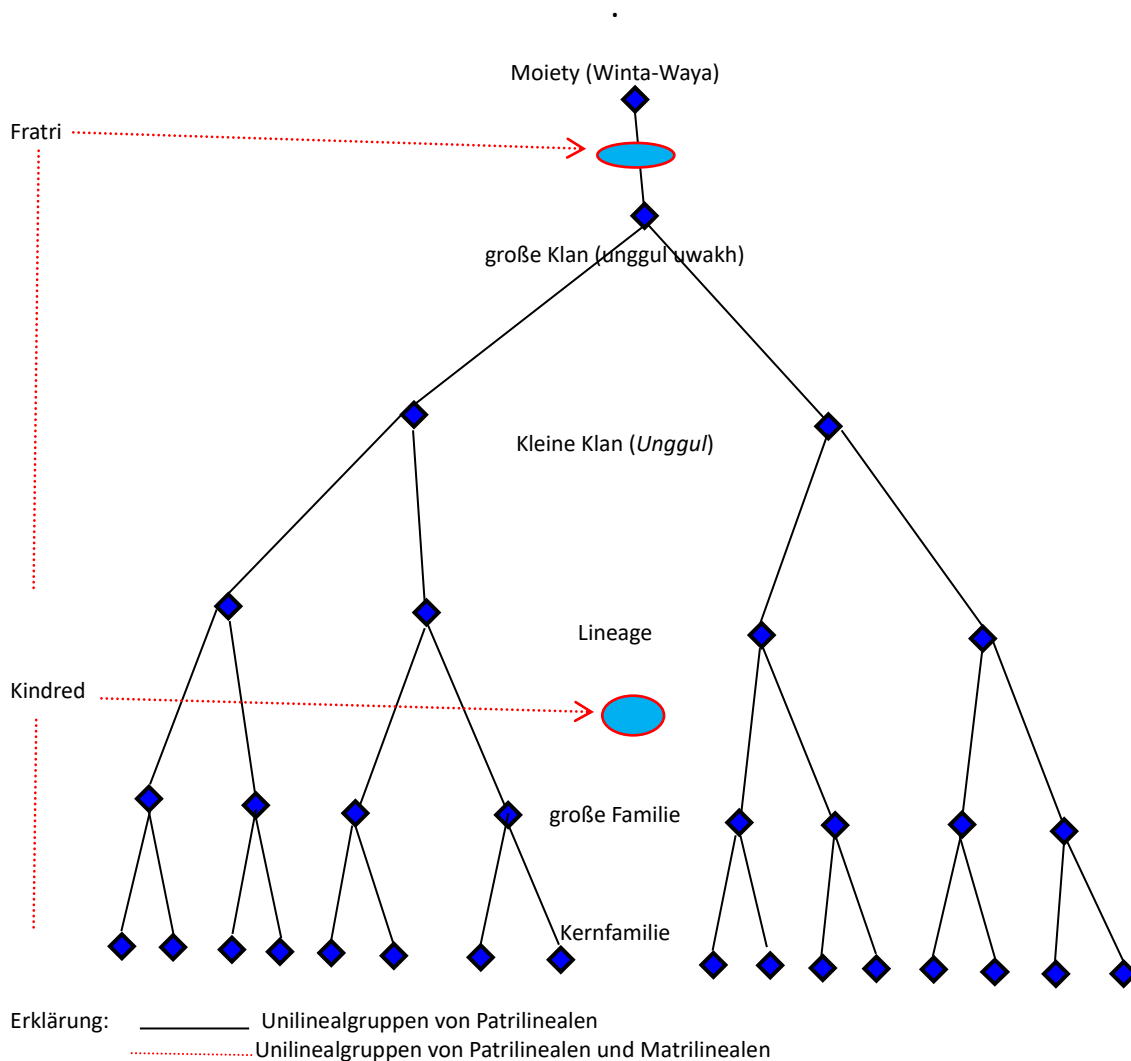 .
Moiety (Winta-Waya)
Fratri
große Klan (unggul uwakh)
Kleine Klan (Unggul)
Lineage
Kindred
große Familie
Kernfamilie
Erklärung: Unilinealgruppen von Patrilinealen
Unilinealgruppen von Patrilinealen und Matrilinealen